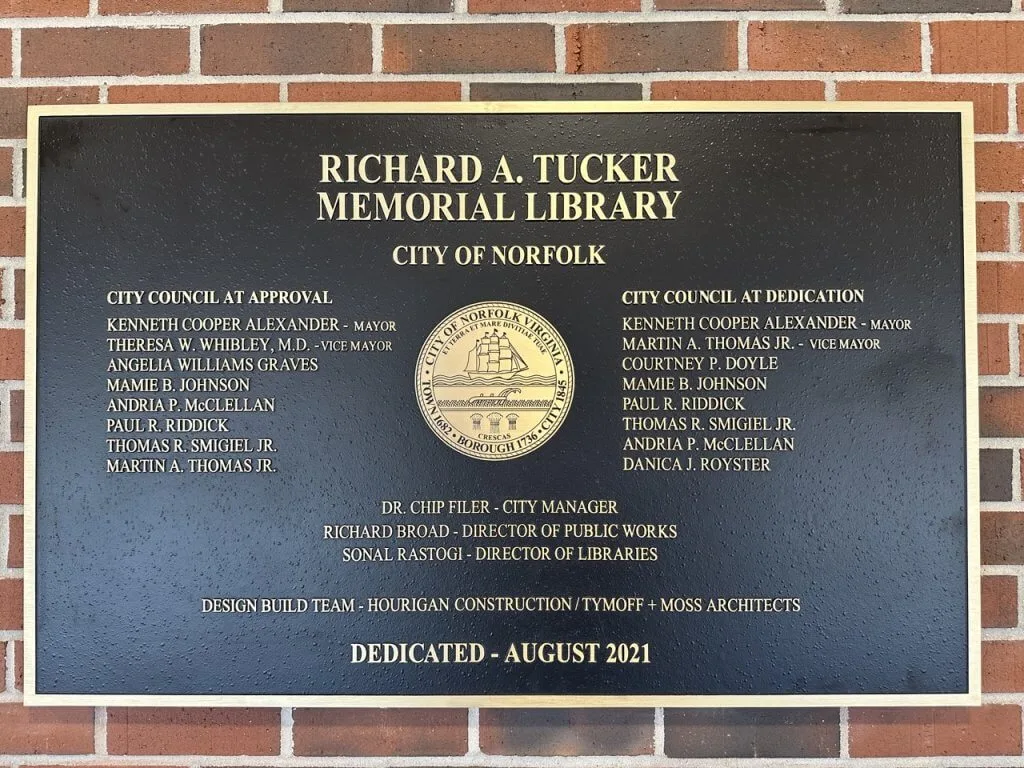 RICHARD A. TUCKER
MEMORIAL LIBRARY
CITY OF NORFOLK
CITY COUNCIL AT APPROVAL
KENNETH COOPER ALEXANDER - MAYOR
THERESA W. WHIBLEY, M.D. - VICE MAYOR
ANGELIA WILLIAMS GRAVES
MAMIE B. JOHNSON
ANDRIA P. McCLELLAN
PAUL R. RIDDICK
THOMAS R. SMIGIEL JR.
MARTIN A. THOMAS JR.
CITY OF NORFOLK VIRGINIA
ET TERRA ET MARE DIVITIAE TUAE
CRESCAS
TOWN 1682 • BOROUGH 1736 • CITY 1845
CITY COUNCIL AT DEDICATION
KENNETH COOPER ALEXANDER - MAYOR
MARTIN A. THOMAS JR. - VICE MAYOR
COURTNEY P. DOYLE
MAMIE B. JOHNSON
PAUL R. RIDDICK
THOMAS R. SMIGIEL JR.
ANDRIA P. McCLELLAN
DANICA J. ROYSTER
DR. CHIP FILER - CITY MANAGER
RICHARD BROAD - DIRECTOR OF PUBLIC WORKS
SONAL RASTOGI - DIRECTOR OF LIBRARIES
DESIGN BUILD TEAM - HOURIGAN CONSTRUCTION / TYMOFF + MOSS ARCHITECTS
DEDICATED - AUGUST 2021